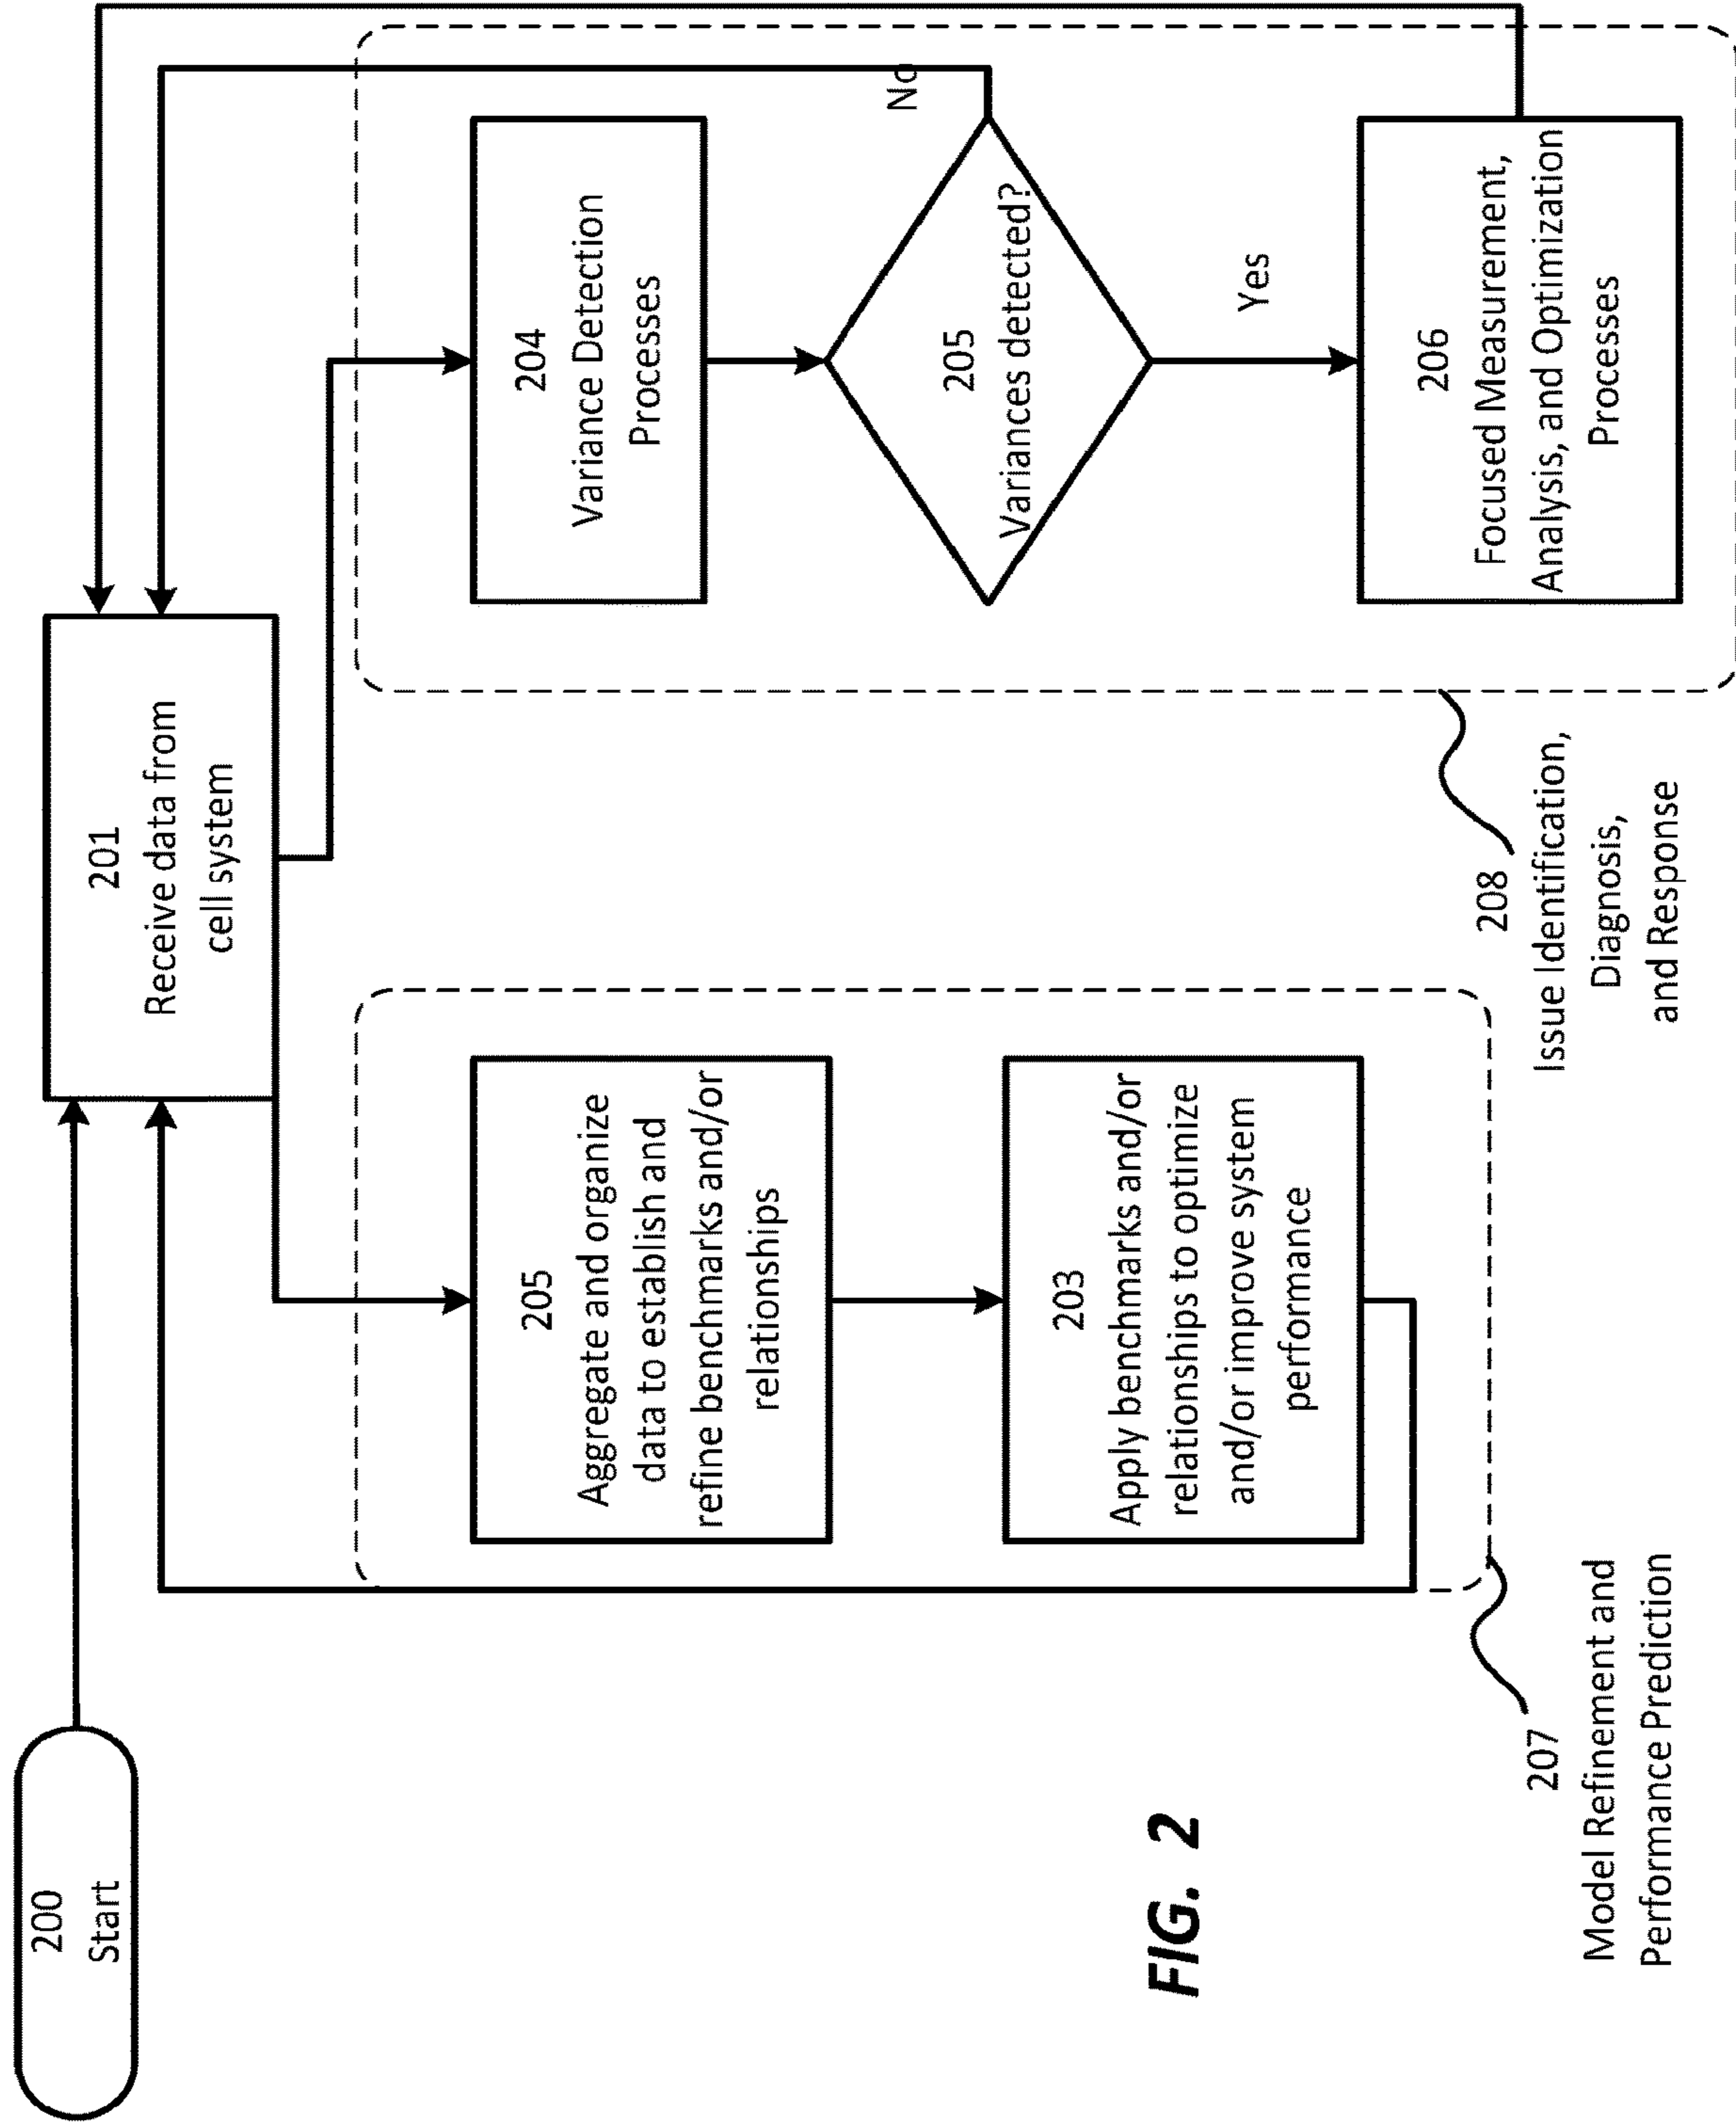 200
Start
201
Receive data from
cell system
205
Aggregate and organize
data to establish and
refine benchmarks and/or
relationships
203
Apply benchmarks and/or
relationships to optimize
and/or improve system
performance
204
Variance Detection
Processes
205
Variances detected?
No
Yes
206
Focused Measurement,
Analysis, and Optimization
Processes
207
Model Refinement and
Performance Prediction
208
Issue Identification,
Diagnosis,
and Response
FIG. 2